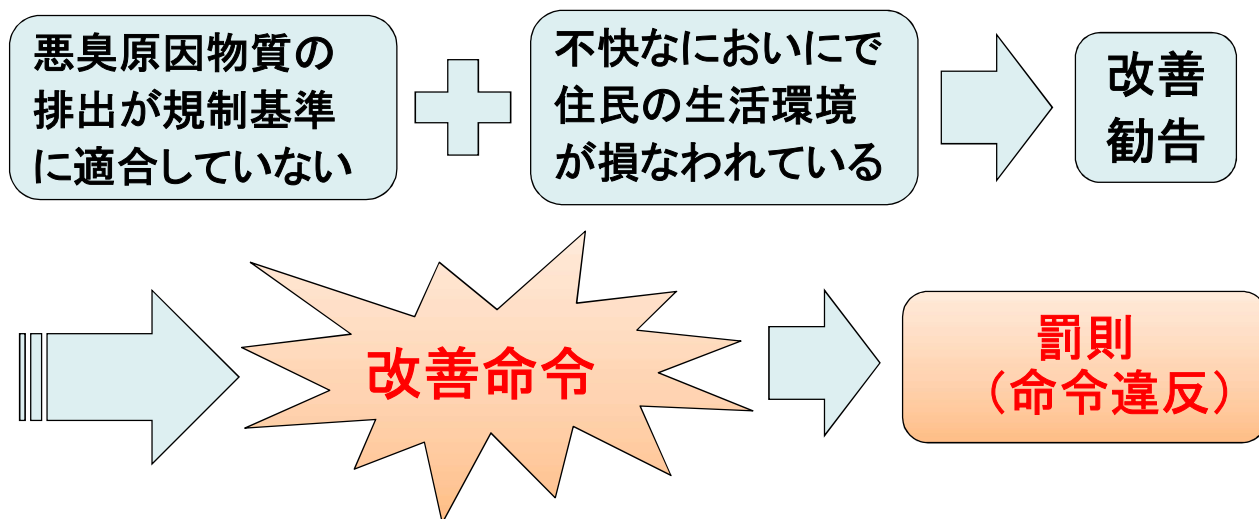 悪臭原因物質の
排出が規制基準
に適合していない
不快なにおいにで
住民の生活環境
が損なわれている
改善
勧告
改善命令
罰則
（命令違反）